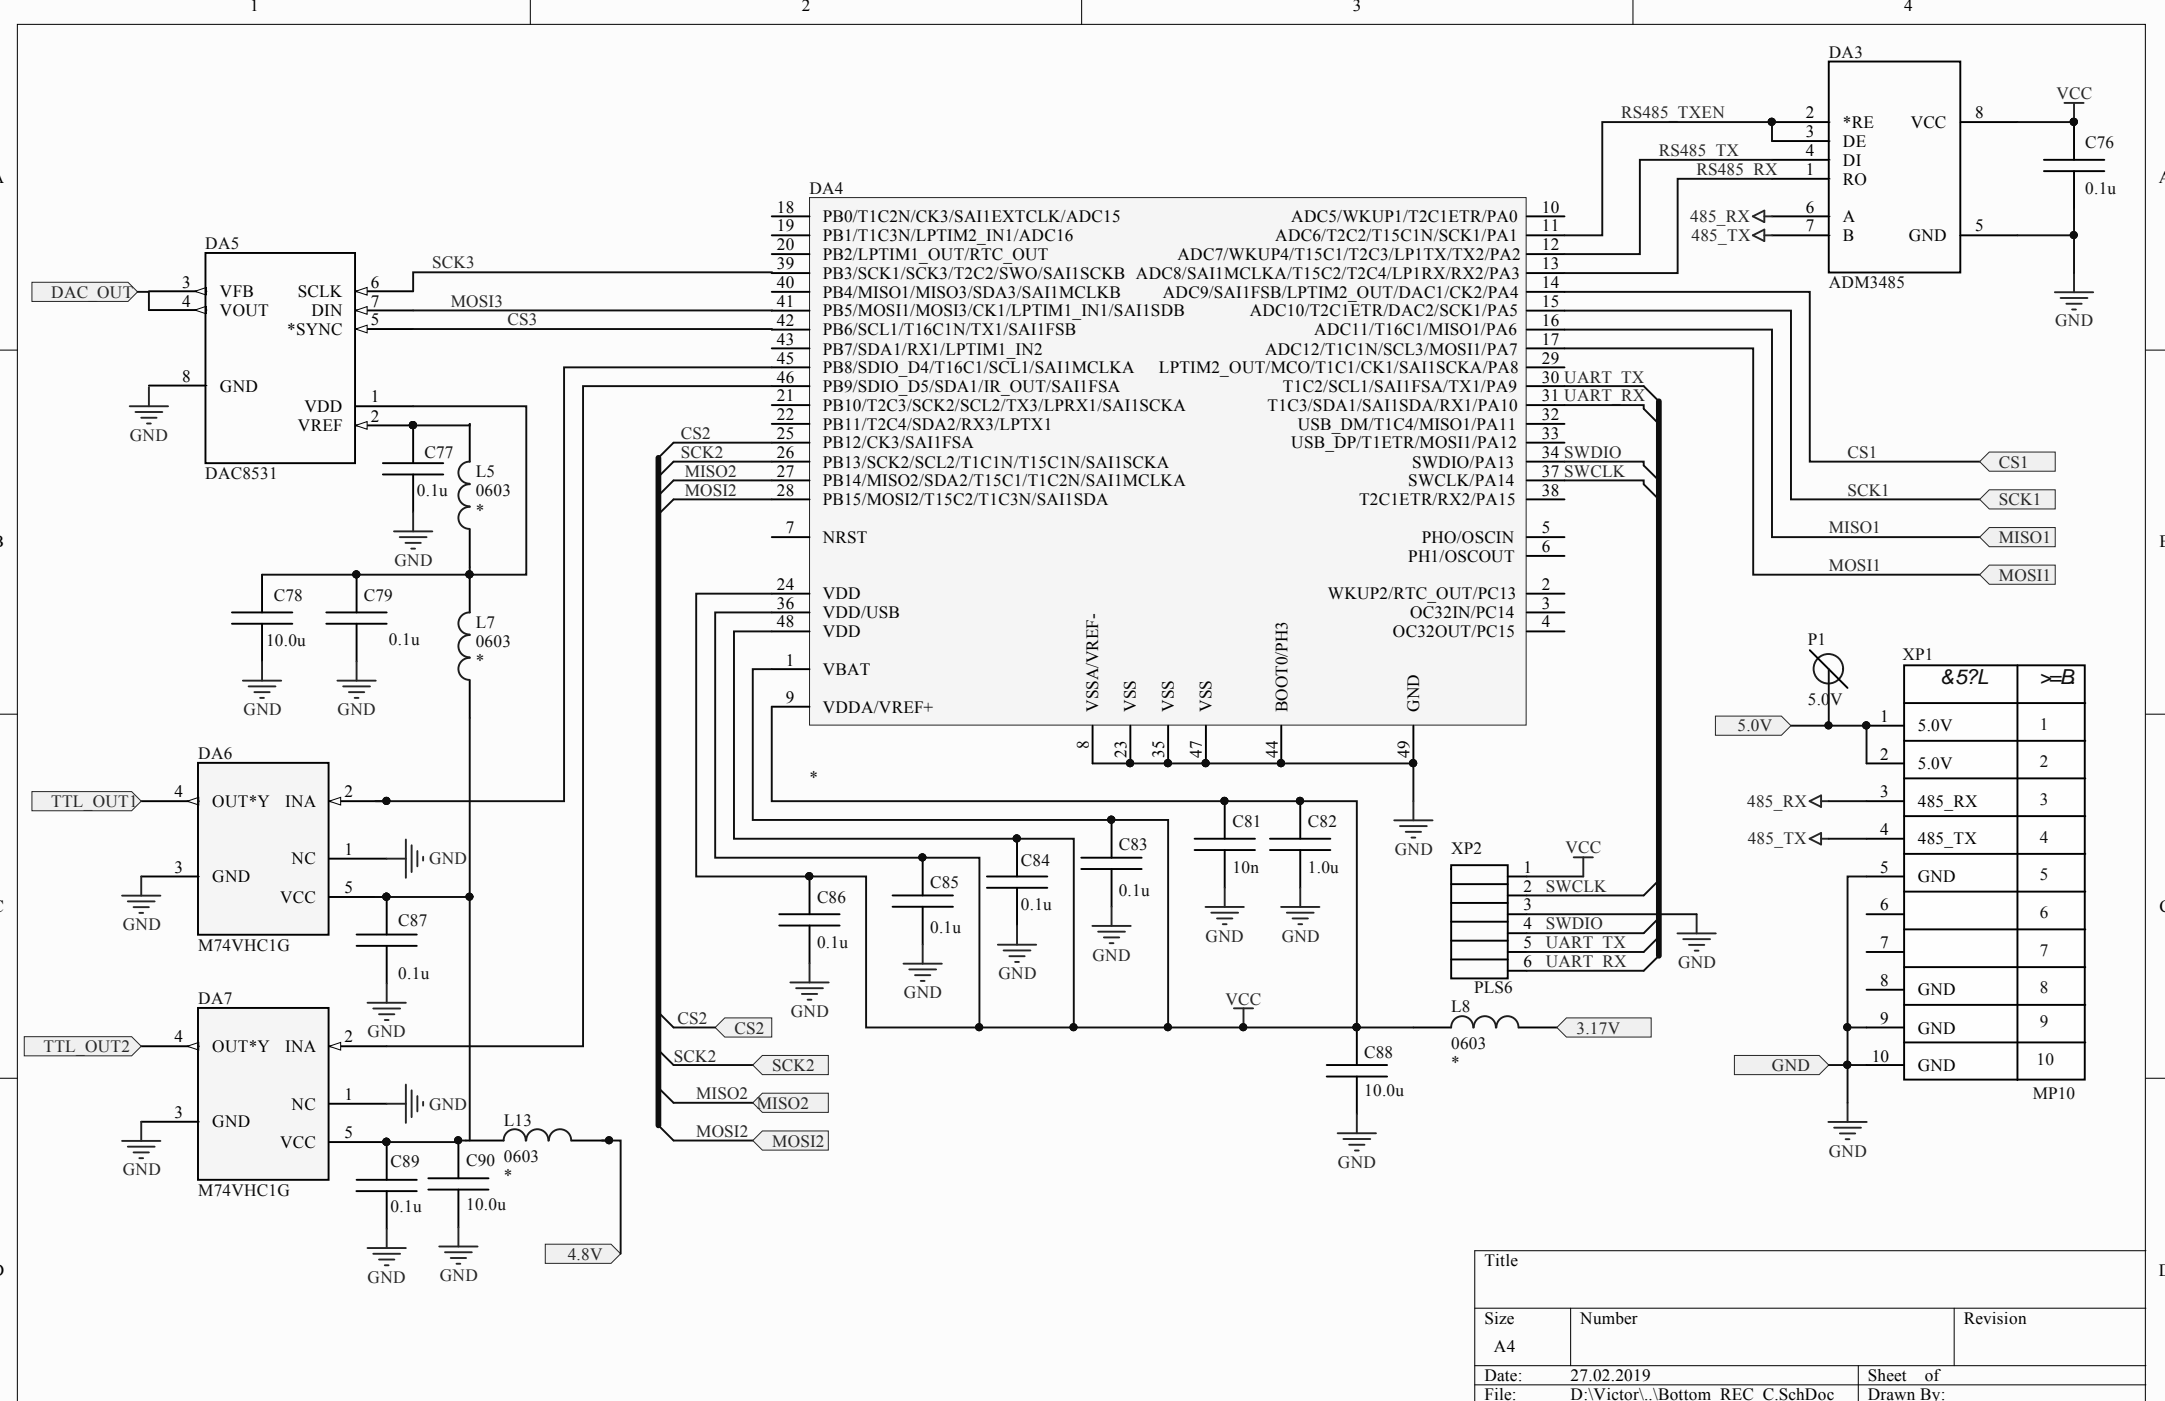 1 2 3 4
DA3
VCC
RS485_TXEN 2 *RE VCC 8
3 DE
C76
RS485_TX 4 DI
RS485_RX 1 RO
0.1u
485_RX 6 A
485_TX 7 B GND 5
ADM3485
GND
DA4
18 PB0/T1C2N/CK3/SAI1EXTCLK/ADC15 ADC5/WKUP1/T2C1ETR/PA0 10
19 PB1/T1C3N/LPTIM2_IN1/ADC16 ADC6/T2C2/T15C1N/SCK1/PA1 11
20 PB2/LPTIM1_OUT/RTC_OUT ADC7/WKUP4/T15C1/T2C3/LP1TX/TX2/PA2 12
39 PB3/SCK1/SCK3/T2C2/SWO/SAI1SCKB ADC8/SAI1MCLKA/T15C2/T2C4/LP1RX/RX2/PA3 13
40 PB4/MISO1/MISO3/SDA3/SAI1MCLKB ADC9/SAI1FSB/LPTIM2_OUT/DAC1/CK2/PA4 14
41 PB5/MOSI1/MOSI3/CK1/LPTIM1_IN1/SAI1SDB ADC10/T2C1ETR/DAC2/SCK1/PA5 15
42 PB6/SCL1/T16C1N/TX1/SAI1FSB ADC11/T16C1/MISO1/PA6 16
43 PB7/SDA1/RX1/LPTIM1_IN2 ADC12/T1C1N/SCL3/MOSI1/PA7 17
45 PB8/SDIO_D4/T16C1/SCL1/SAI1MCLKA LPTIM2_OUT/MCO/T1C1/CK1/SAI1SCKA/PA8 29
46 PB9/SDIO_D5/SDA1/IR_OUT/SAI1FSA T1C2/SCL1/SAI1FSA/TX1/PA9 30 UART_TX
21 PB10/T2C3/SCK2/SCL2/TX3/LPRX1/SAI1SCKA T1C3/SDA1/SAI1SDA/RX1/PA10 31 UART_RX
22 PB11/T2C4/SDA2/RX3/LPTX1 USB_DM/T1C4/MISO1/PA11 32
CS2 25 PB12/CK3/SAI1FSA USB_DP/T1ETR/MOSI1/PA12 33
SCK2 26 PB13/SCK2/SCL2/T1C1N/T15C1N/SAI1SCKA SWDIO/PA13 34 SWDIO
MISO2 27 PB14/MISO2/SDA2/T15C1/T1C2N/SAI1MCLKA SWCLK/PA14 37 SWCLK
MOSI2 28 PB15/MOSI2/T15C2/T1C3N/SAI1SDA T2C1ETR/RX2/PA15 38
7 NRST PHO/OSCIN 5
PH1/OSCOUT 6
24 VDD WKUP2/RTC_OUT/PC13 2
36 VDD/USB OC32IN/PC14 3
48 VDD OC32OUT/PC15 4
1 VBAT
9 VDDA/VREF+
VSSA/VREF- VSS VSS VSS BOOT0/PH3 GND
8 23 35 47 44 49
*
GND
DA5
SCK3
DAC_OUT 3 VFB SCLK 6
4 VOUT DIN 7 MOSI3
*SYNC 5 CS3
8 GND
GND
VDD 1
VREF 2
DAC8531
C77
0.1u
GND
L5
0603
*
C78
10.0u
GND
C79
0.1u
GND
L7
0603
*
CS1 CS1
SCK1 SCK1
MISO1 MISO1
MOSI1 MOSI1
DA6
TTL_OUT1 4 OUT*Y INA 2
NC 1 GND
3 GND
GND
VCC 5
M74VHC1G
C87
0.1u
GND
DA7
TTL_OUT2 4 OUT*Y INA 2
NC 1 GND
3 GND
GND
VCC 5
M74VHC1G
C89
0.1u
GND
C90
10.0u
GND
L13
0603
*
4.8V
C86
0.1u
GND
C85
0.1u
GND
C84
0.1u
GND
C83
0.1u
GND
C81
10n
GND
C82
1.0u
GND
CS2 CS2
SCK2 SCK2
MISO2 MISO2
MOSI2 MOSI2
VCC
L8
0603
*
3.17V
C88
10.0u
GND
XP2
VCC
1
2 SWCLK
3
4 SWDIO
5 UART_TX
6 UART_RX
PLS6
GND
P1
5.0V
XP1
&5?L >=B
5.0V 1 5.0V 1
2 5.0V 2
485_RX 3 485_RX 3
485_TX 4 485_TX 4
5 GND 5
6 6
7 7
8 GND 8
9 GND 9
GND 10 GND 10
MP10
GND
Title
Size Number Revision
A4
Date: 27.02.2019 Sheet of
File: D:\Victor\..\Bottom_REC_C.SchDoc Drawn By: